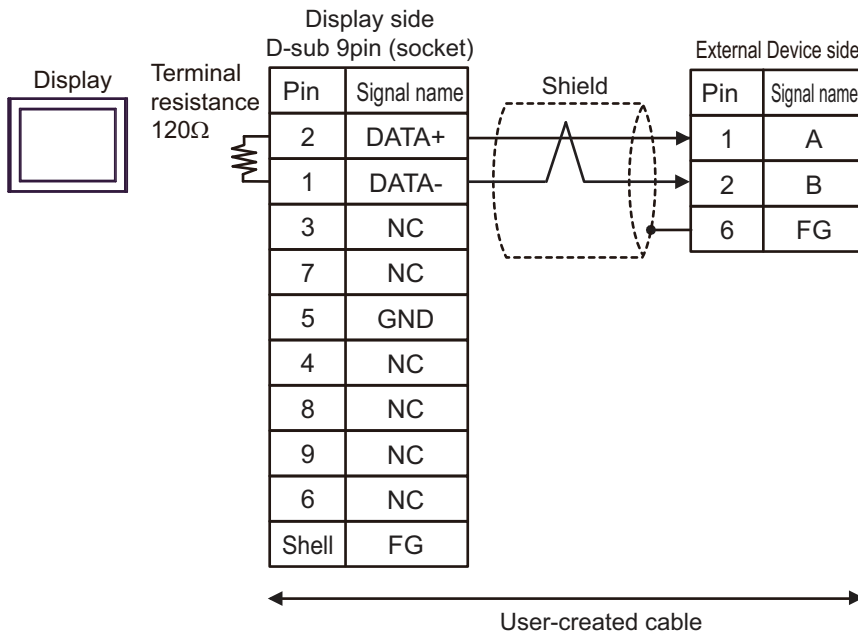 Display side
D-sub 9pin (socket)
External Device side
Display
Terminal
resistance
120Ω
Shield
Pin Signal name
2 DATA+
1 DATA-
3 NC
7 NC
5 GND
4 NC
8 NC
9 NC
6 NC
Shell FG
Pin Signal name
1 A
2 B
6 FG
User-created cable